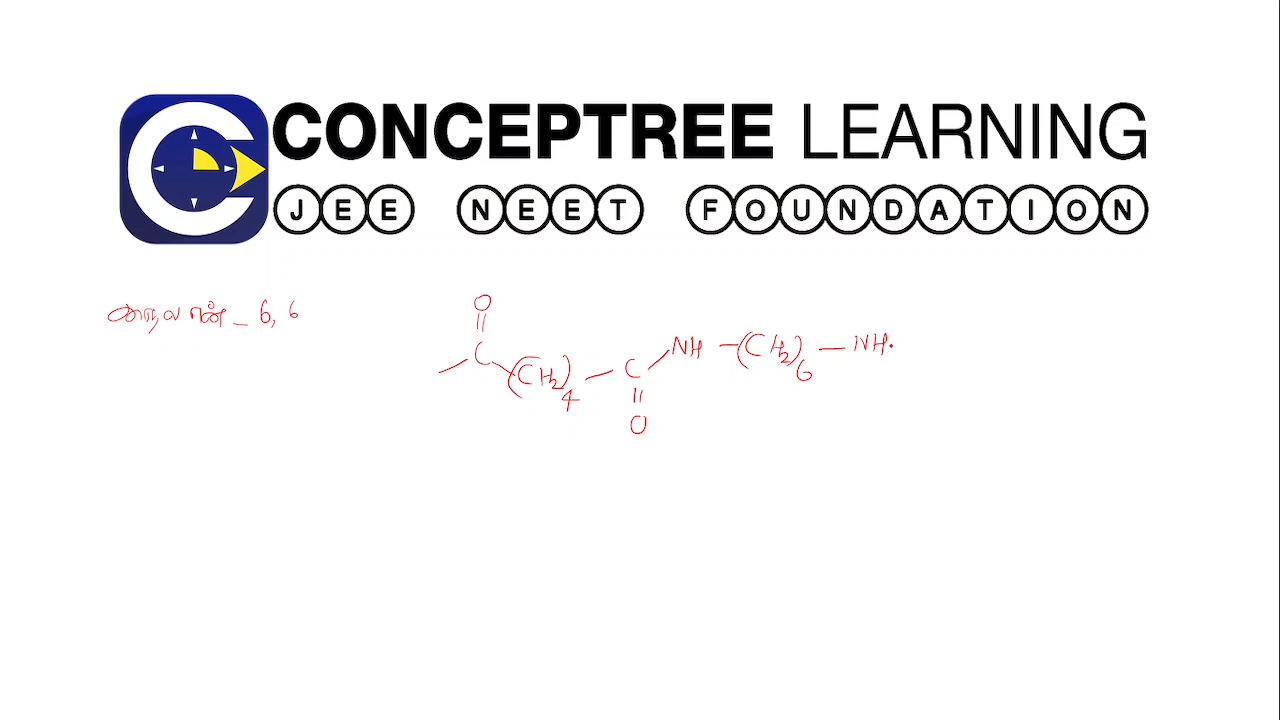 CONCEPTREE LEARNING
JEE NEET FOUNDATION
நைலான் – 6, 6
O
||
– C – (CH₂)₄ – C – NH – (CH₂)₆ – NH.
||
O